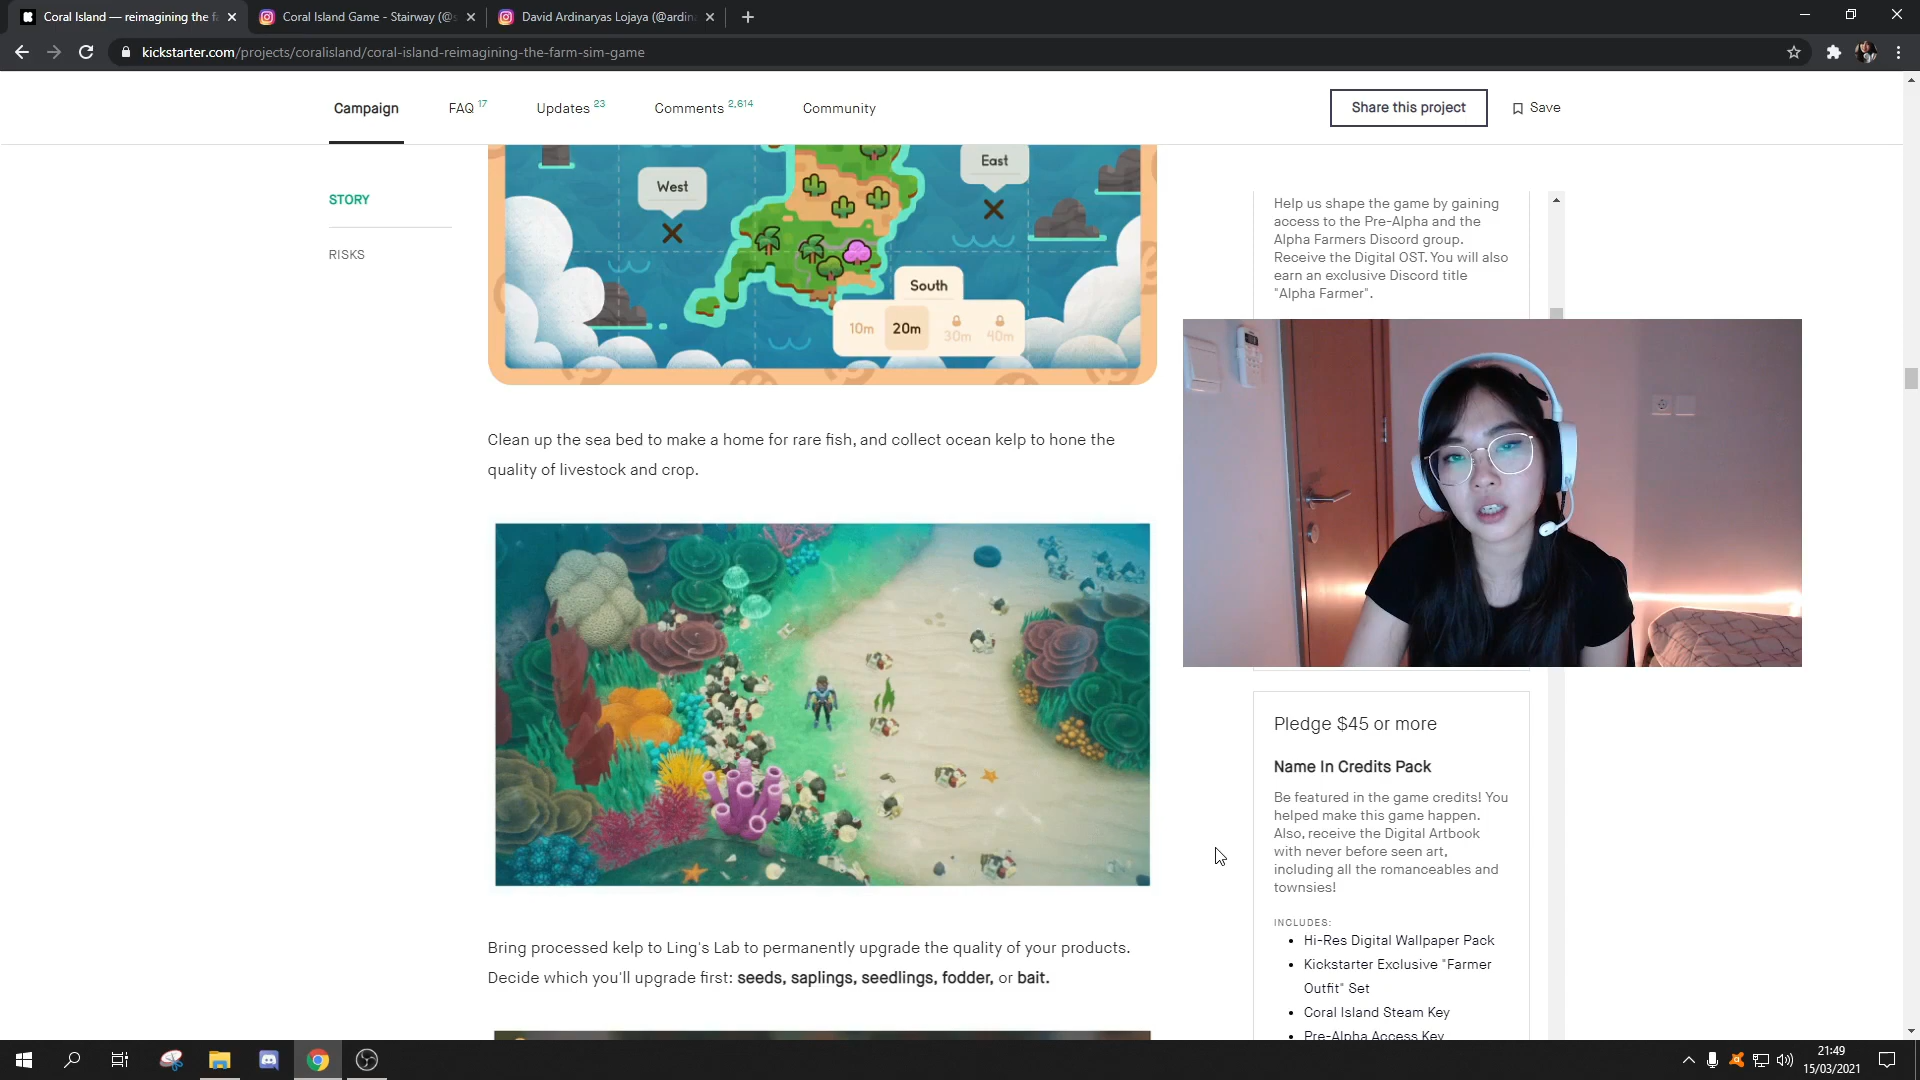 Coral Island — reimagining the f
Coral Island Game - Stairway (@s
David Ardinaryas Lojaya (@ardin
kickstarter.com/projects/coralisland/coral-island-reimagining-the-farm-sim-game
Campaign
FAQ 17
Updates 23
Comments 2,614
Community
Share this project
Save
STORY
RISKS
West
East
South
10m
20m
30m
40m
Clean up the sea bed to make a home for rare fish, and collect ocean kelp to hone the
quality of livestock and crop.
Bring processed kelp to Ling's Lab to permanently upgrade the quality of your products.
Decide which you'll upgrade first: seeds, saplings, seedlings, fodder, or bait.
Help us shape the game by gaining
access to the Pre-Alpha and the
Alpha Farmers Discord group.
Receive the Digital OST. You will also
earn an exclusive Discord title
"Alpha Farmer".
Pledge $45 or more
Name In Credits Pack
Be featured in the game credits! You
helped make this game happen.
Also, receive the Digital Artbook
with never before seen art,
including all the romanceables and
townsies!
INCLUDES:
• Hi-Res Digital Wallpaper Pack
• Kickstarter Exclusive "Farmer
Outfit" Set
• Coral Island Steam Key
• Pre-Alpha Access Key
21:49
15/03/2021